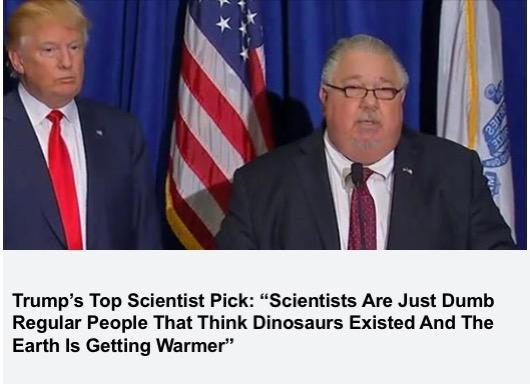 Trump’s Top Scientist Pick: “Scientists Are Just Dumb
Regular People That Think Dinosaurs Existed And The
Earth Is Getting Warmer”